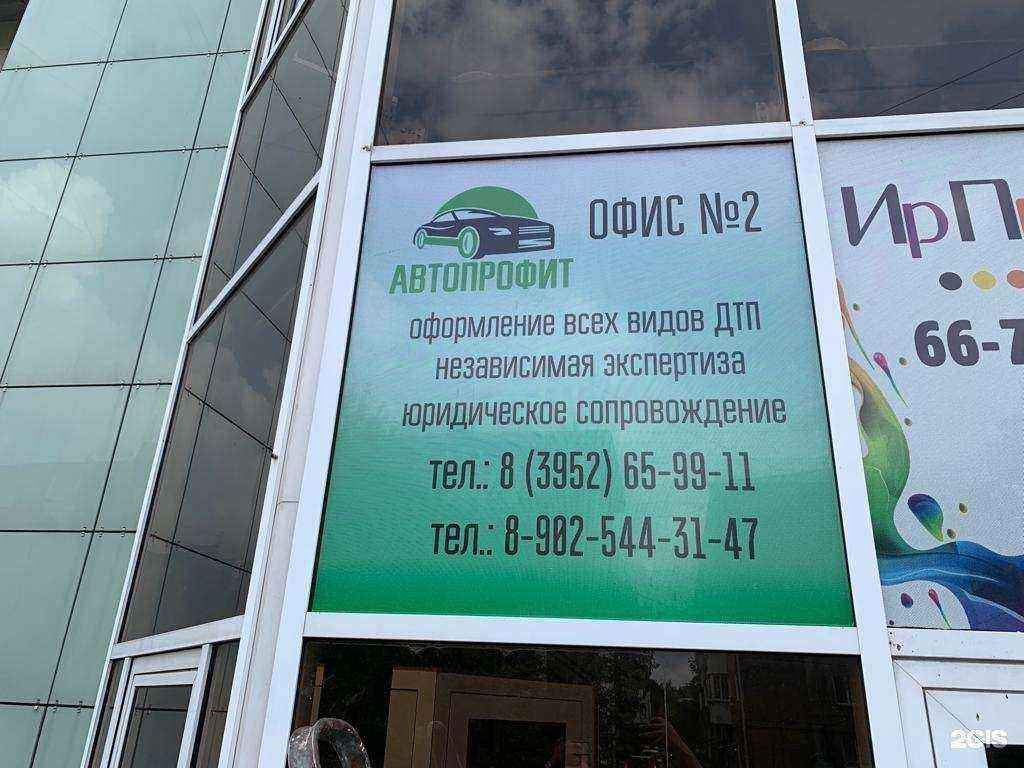 ОФИС №2
АВТОПРОФИТ
оформление всех видов ДТП
независимая экспертиза
юридическое сопровождение
тел.: 8 (3952) 65-99-11
тел.: 8-902-544-31-47
ИрП
66-7
2GIS